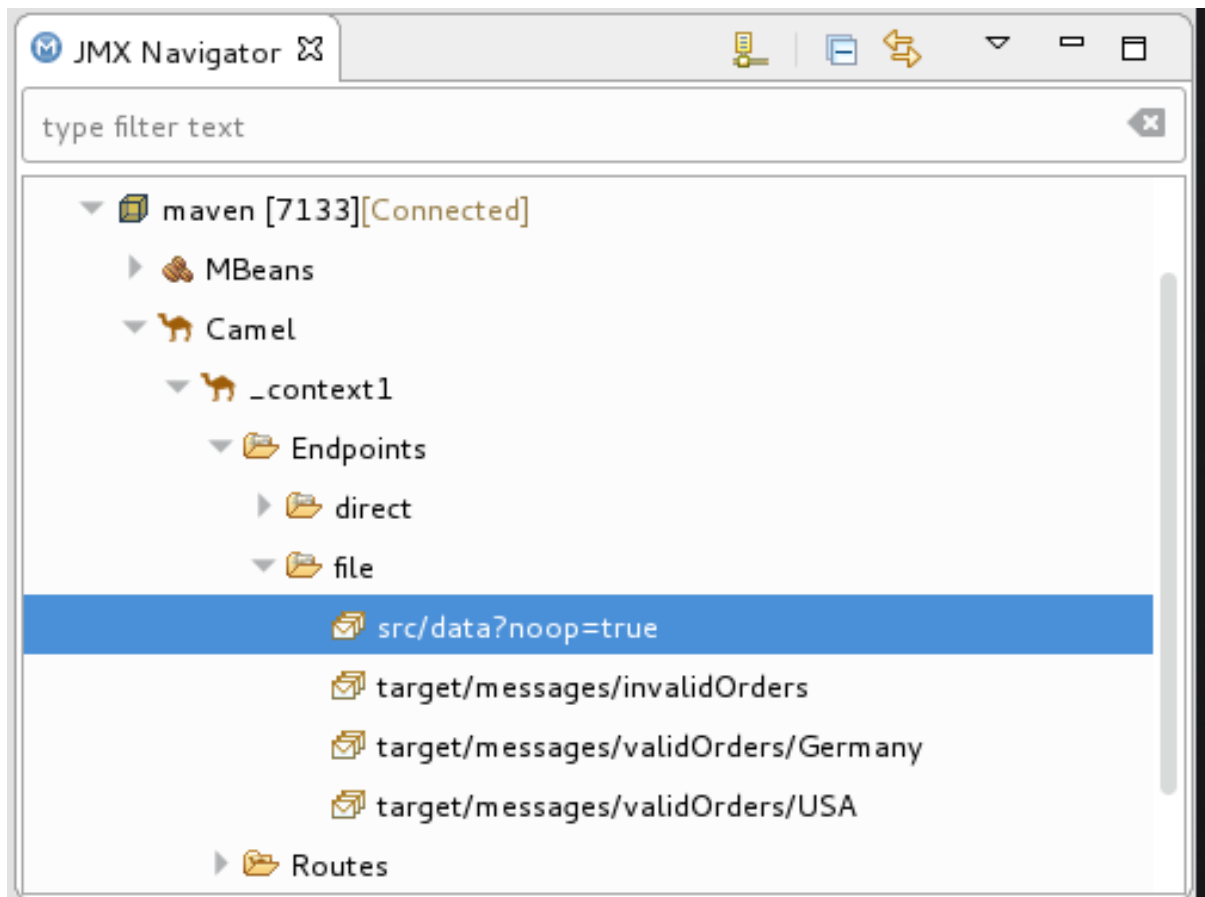 JMX Navigator
type filter text
maven [7133][Connected]
MBeans
Camel
_context1
Endpoints
direct
file
src/data?noop=true
target/messages/invalidOrders
target/messages/validOrders/Germany
target/messages/validOrders/USA
Routes